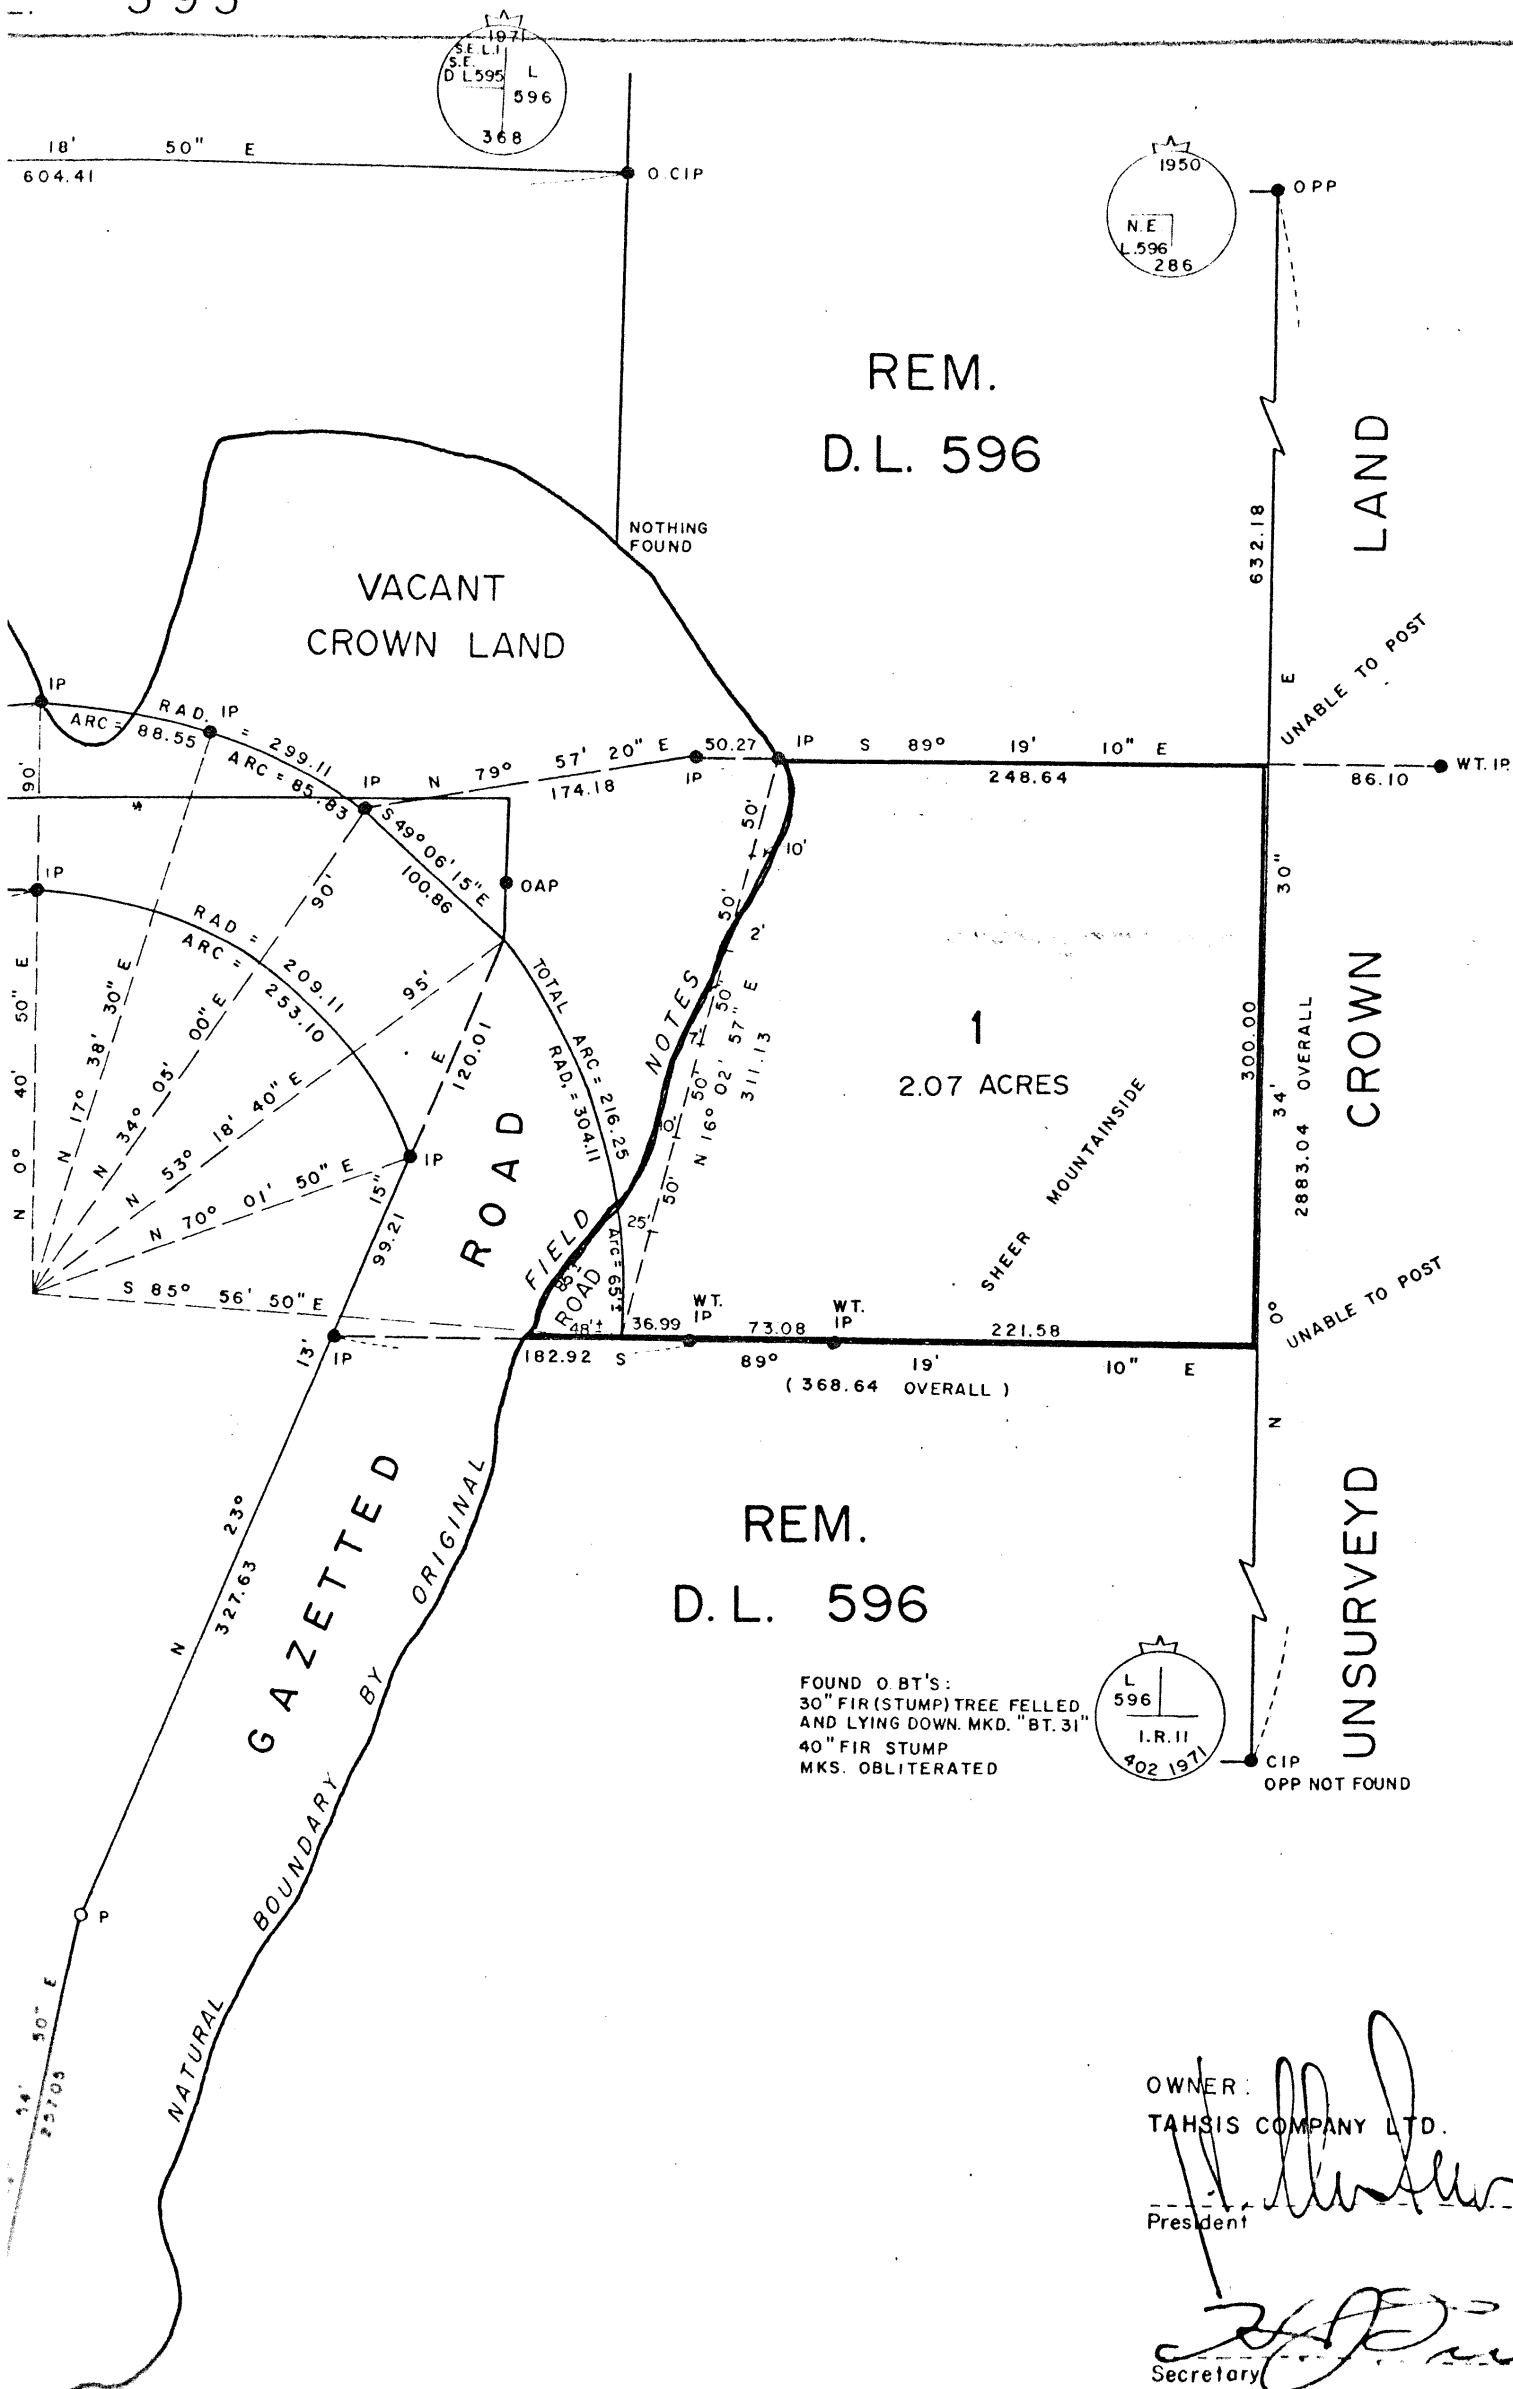 595
1971
S.E. L.1
S.E.
D L 595
L
596
368
18' 50" E
604.41
O.CIP
1950
N.E
L.596
286
OPP
REM.
D.L. 596
NOTHING
FOUND
VACANT
CROWN LAND
632.18
LAND
UNABLE TO POST
E
IP
RAD. = 299.11
IP
ARC = 88.55
ARC = 85.83
90'
IP
N 79° 57' 20" E
174.18
IP
50.27
IP
S 89° 19' 10" E
248.64
86.10
WT. IP.
S 49° 06' 15" E
100.86
OAP
IP
RAD = 209.11
ARC = 253.10
90'
95'
50'
10'
50'
2'
50'
7'
50'
10'
50'
25'
N 16° 02' 57" E
311.13
TOTAL ARC = 216.25
RAD. = 304.11
N 0° 40' 50" E
N 17° 38' 30" E
N 34° 05' 00" E
N 53° 18' 40" E
N 70° 01' 50" E
S 85° 56' 50" E
E
120.01
IP
15"
99.21
ROAD
1
2.07 ACRES
SHEER MOUNTAINSIDE
30"
300.00
34'
2883.04 OVERALL
CROWN
0°
UNABLE TO POST
NOTES
FIELD
85'±
ROAD
Arc = 65'±
48'±
36.99
WT.
IP
73.08
WT.
IP
221.58
13'
IP
182.92
S 89° 19' 10" E
( 368.64 OVERALL )
N
GAZETTED
N 23°
327.63
ORIGINAL
BY
BOUNDARY
NATURAL
REM.
D.L. 596
UNSURVEYD
FOUND O.BT'S:
30" FIR (STUMP) TREE FELLED
AND LYING DOWN. MKD. "BT. 31"
40" FIR STUMP
MKS. OBLITERATED
L
596
I.R.11
402 1971
CIP
OPP NOT FOUND
P
50" E
OWNER:
TAHSIS COMPANY LTD.
President
Secretary